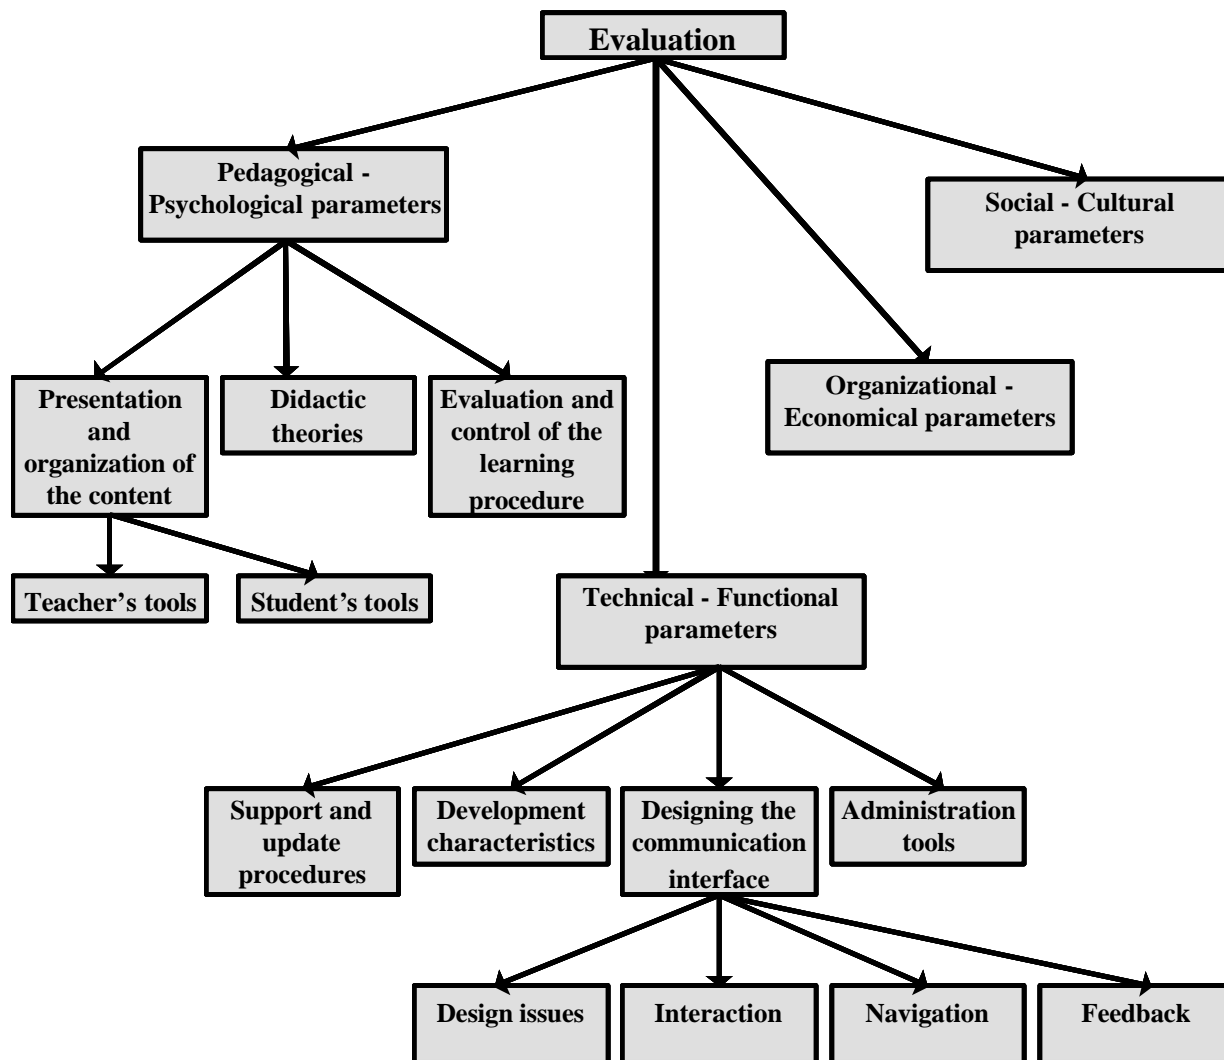 Evaluation
Pedagogical -
Psychological parameters
Social - Cultural
parameters
Organizational -
Economical parameters
Presentation
and
organization of
the content
Didactic
theories
Evaluation and
control of the
learning
procedure
Teacher’s tools
Student’s tools
Technical - Functional
parameters
Support and
update
procedures
Development
characteristics
Designing the
communication
interface
Administration
tools
Design issues
Interaction
Navigation
Feedback